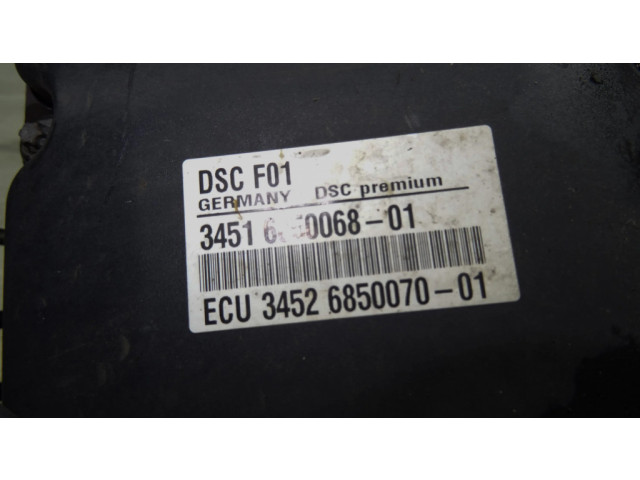 DSC F01
GERMANY DSC premium
3451 -01
ECU 3452 6850070-01